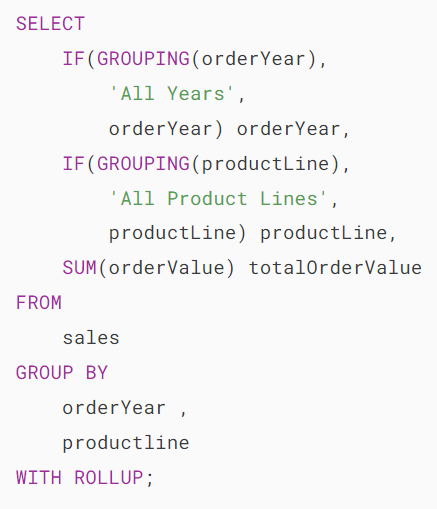 SELECT
    IF(GROUPING(orderYear),
        'All Years',
        orderYear) orderYear,
    IF(GROUPING(productLine),
        'All Product Lines',
        productLine) productLine,
    SUM(orderValue) totalOrderValue
FROM
    sales
GROUP BY
    orderYear ,
    productline
WITH ROLLUP;